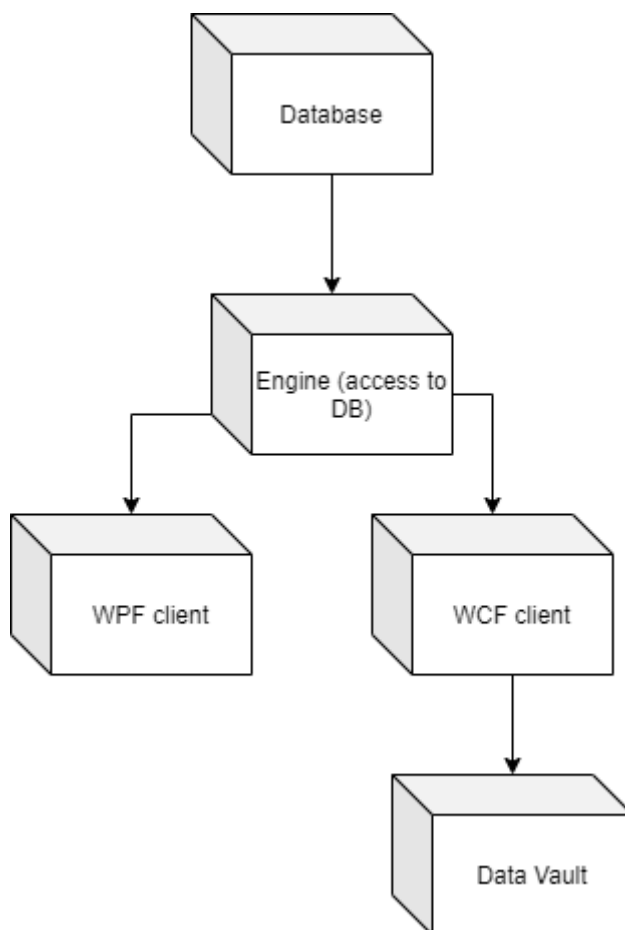 Database
Engine (access to
DB)
WPF client
WCF client
Data Vault